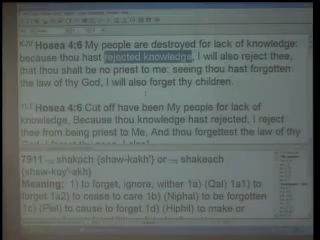 Hosea 4:6 My people are destroyed for lack of knowledge:
because thou hast rejected knowledge, I will also reject thee,
that thou shalt be no priest to me: seeing thou hast forgotten
the law of thy God, I will also forget thy children.
Hosea 4:6 Cut off have been My people for lack of
knowledge, Because thou knowledge hast rejected, I reject
thee from being priest to Me, And thou forgettest the law of thy
7911 shakach {shaw-kakh'} or shakeach
{shaw-kay'-akh}
Meaning: 1) to forget, ignore, wither 1a) (Qal) 1a1) to
forget 1a2) to cease to care 1b) (Niphal) to be forgotten
1c) (Piel) to cause to forget 1d) (Hiphil) to make or